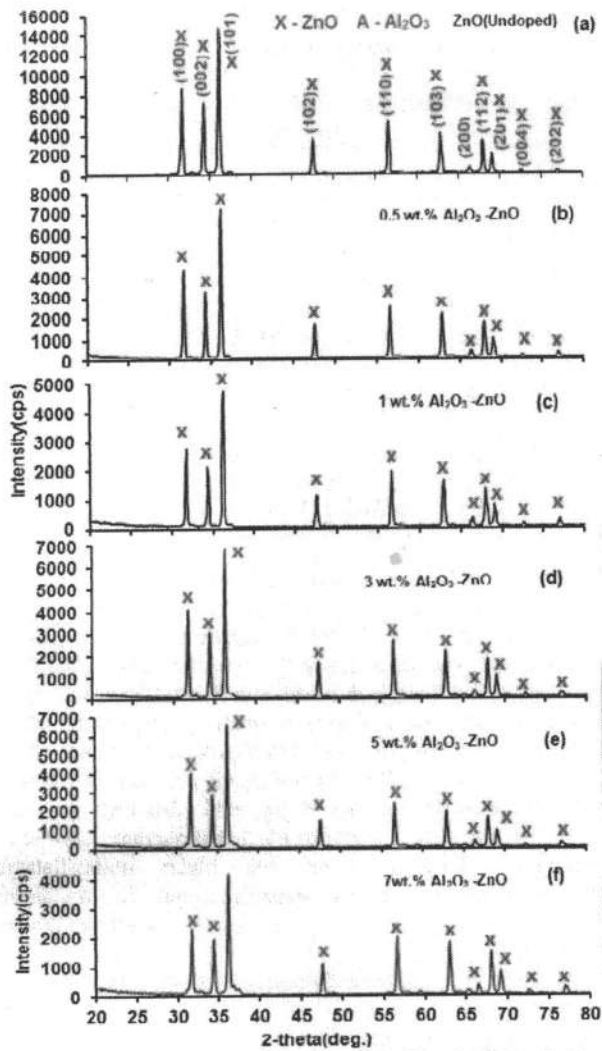 X - ZnO A - Al₂O₃ ZnO(Undoped) (a)
16000
14000
12000
10000
8000
6000
4000
2000
0
(100)X
(002)X
X(101)
(102)X
(110)X
(103)X
(200)
(112)X
(201)X
(004)X
(202)X
0.5 wt.% Al₂O₃ -ZnO (b)
8000
7000
6000
5000
4000
3000
2000
1000
0
X X X X X X X X X X X
1 wt.% Al₂O₃ -ZnO (c)
5000
4000
3000
2000
1000
0
X X X X X X X X X X X
Intensity(cps)
3 wt.% Al₂O₃ -ZnO (d)
7000
6000
5000
4000
3000
2000
1000
0
X X X X X X X X X X X
5 wt.% Al₂O₃ -ZnO (e)
7000
6000
5000
4000
3000
2000
1000
0
X X X X X X X X X X X
7wt.% Al₂O₃ -ZnO (f)
4000
3000
2000
1000
0
X X X X X X X X X X
Intensity(cps)
20 25 30 35 40 45 50 55 60 65 70 75 80
2-theta(deg.)